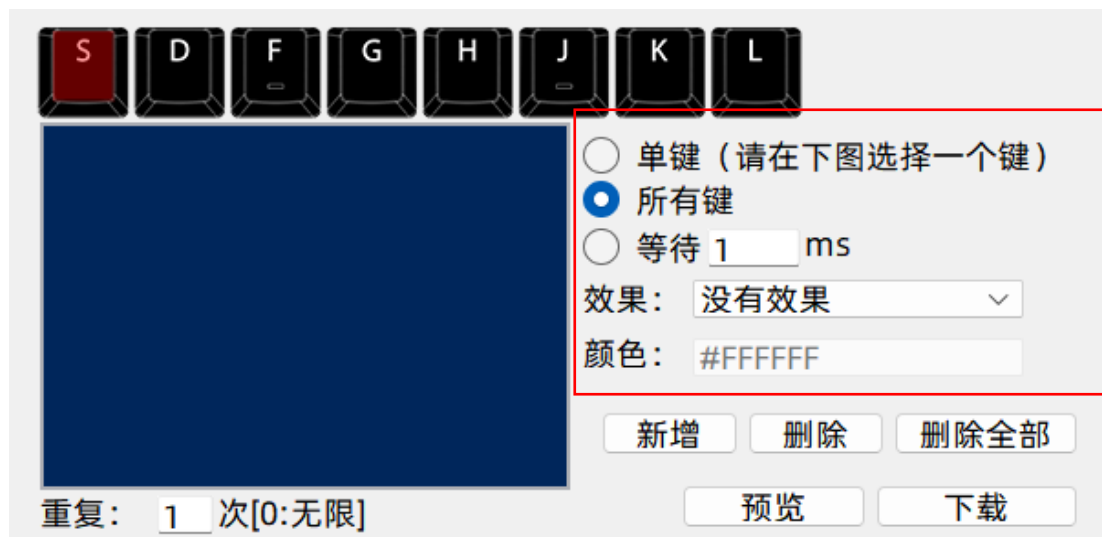 S D F G H J K L
单键（请在下图选择一个键）
所有键
等待 1 ms
效果： 没有效果
颜色： #FFFFFF
新增 删除 删除全部
重复： 1 次[0:无限] 预览 下载